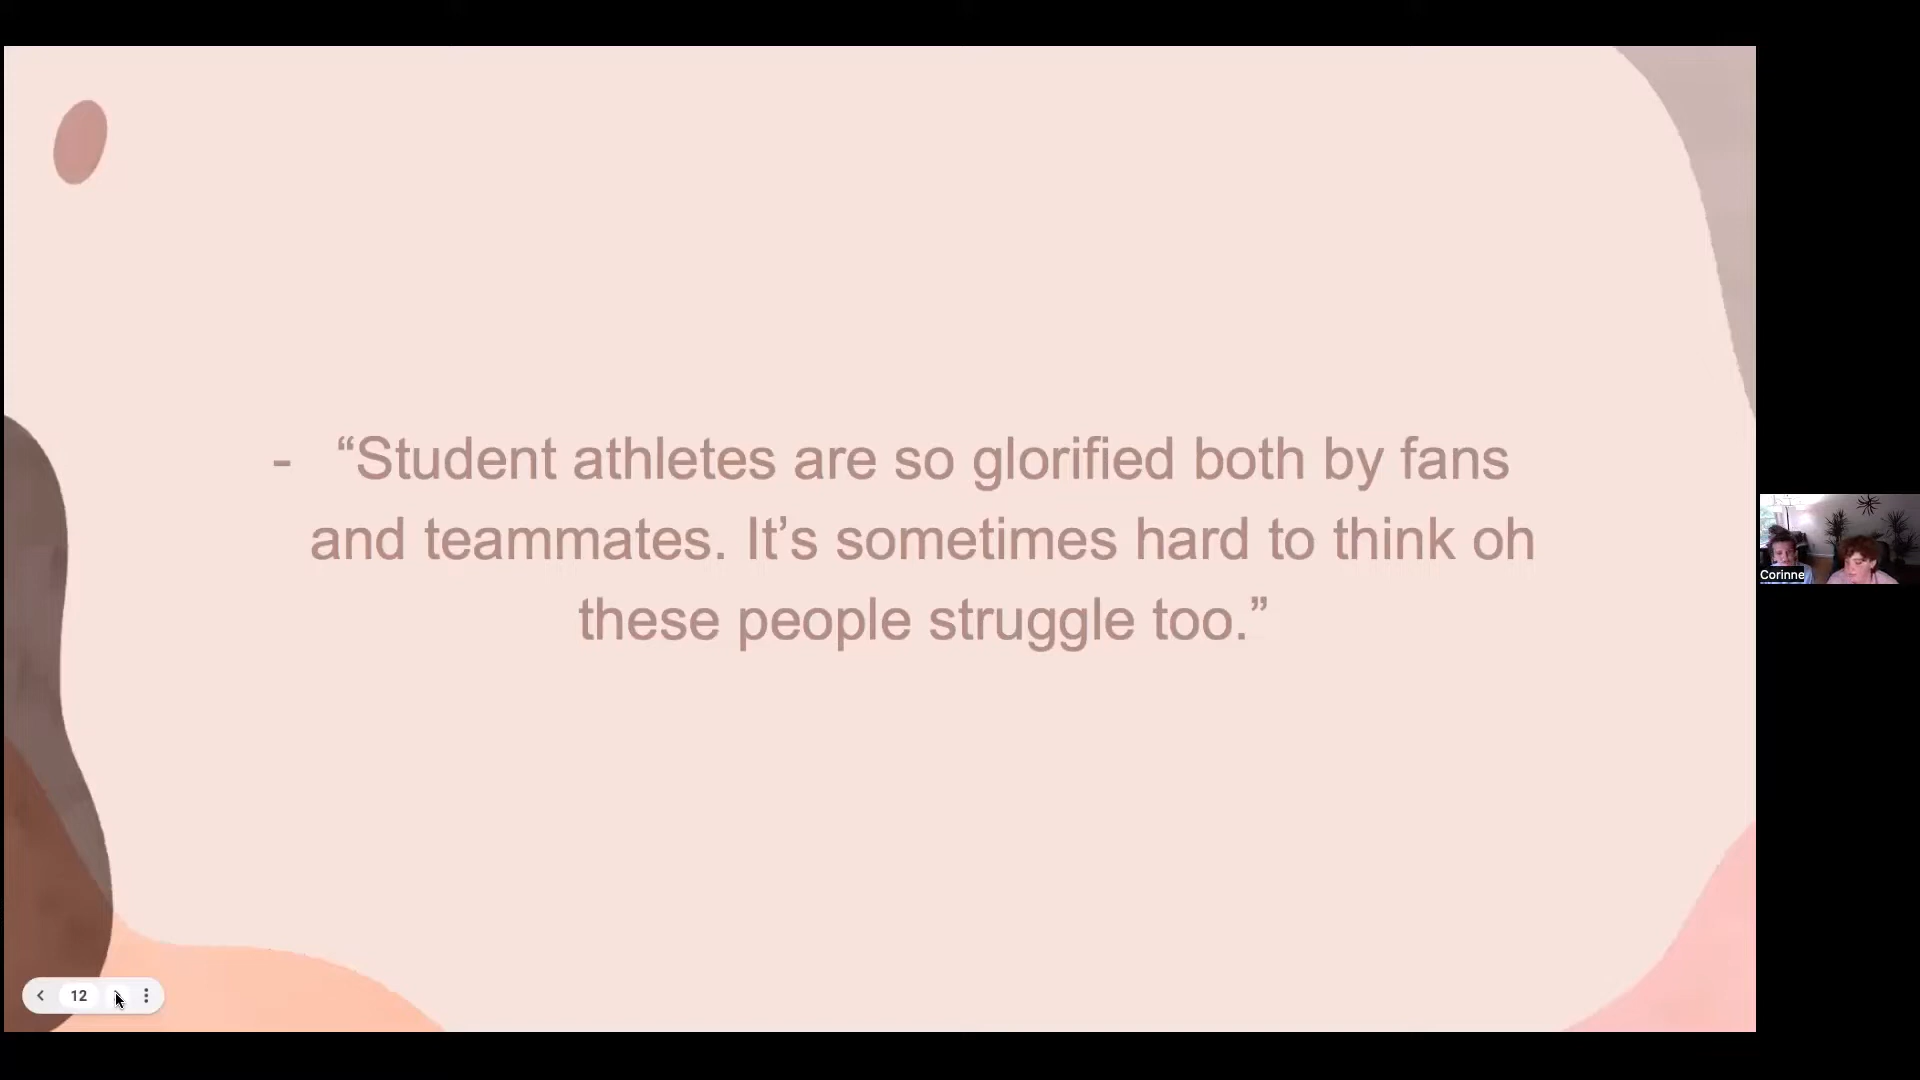 - “Student athletes are so glorified both by fans
and teammates. It’s sometimes hard to think oh
these people struggle too.”
Corinne
12